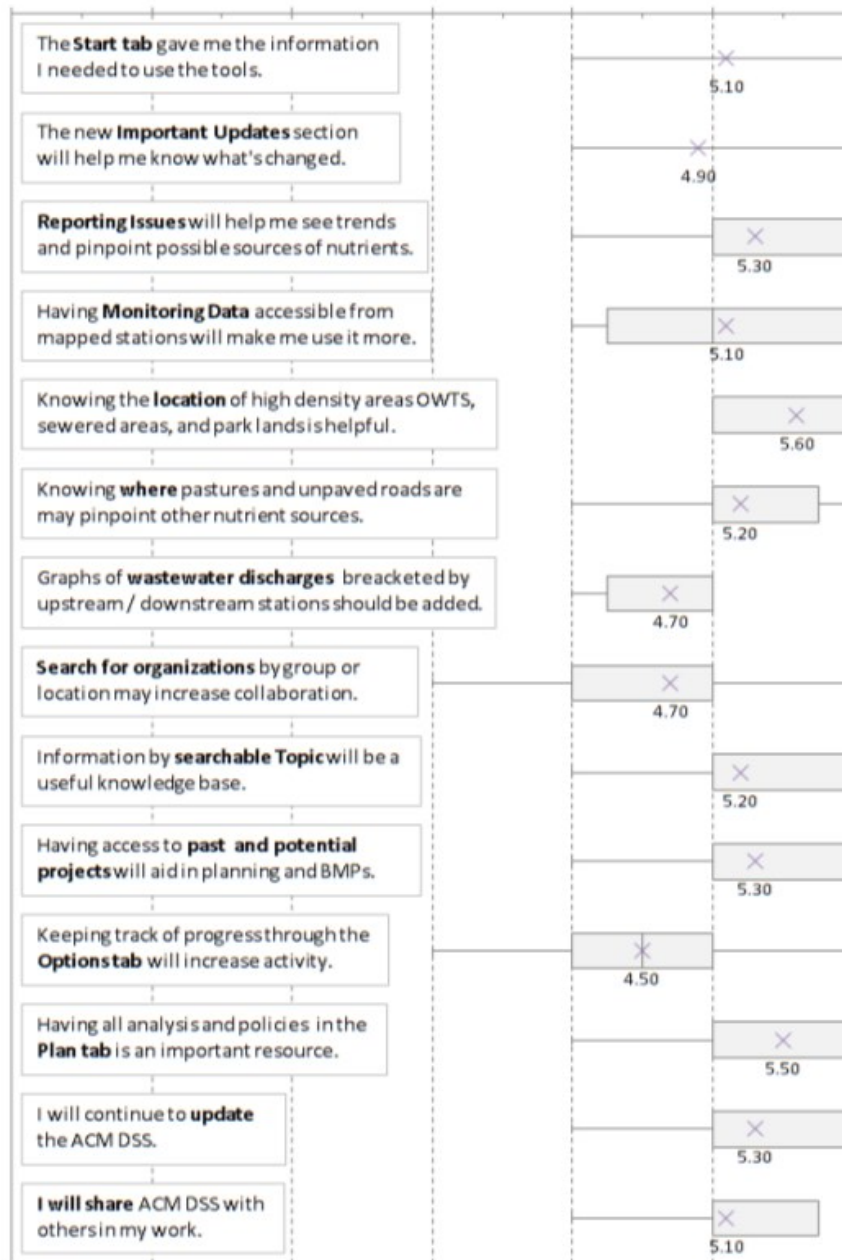 The Start tab gave me the information
I needed to use the tools.
5.10
The new Important Updates section
will help me know what's changed.
4.90
Reporting Issues will help me see trends
and pinpoint possible sources of nutrients.
5.30
Having Monitoring Data accessible from
mapped stations will make me use it more.
5.10
Knowing the location of high density areas OWTS,
sewered areas, and park lands is helpful.
5.60
Knowing where pastures and unpaved roads are
may pinpoint other nutrient sources.
5.20
Graphs of wastewater discharges breacketed by
upstream / downstream stations should be added.
4.70
Search for organizations by group or
location may increase collaboration.
4.70
Information by searchable Topic will be a
useful knowledge base.
5.20
Having access to past and potential
projects will aid in planning and BMPs.
5.30
Keeping track of progress through the
Options tab will increase activity.
4.50
Having all analysis and policies in the
Plan tab is an important resource.
5.50
I will continue to update
the ACM DSS.
5.30
I will share ACM DSS with
others in my work.
5.10